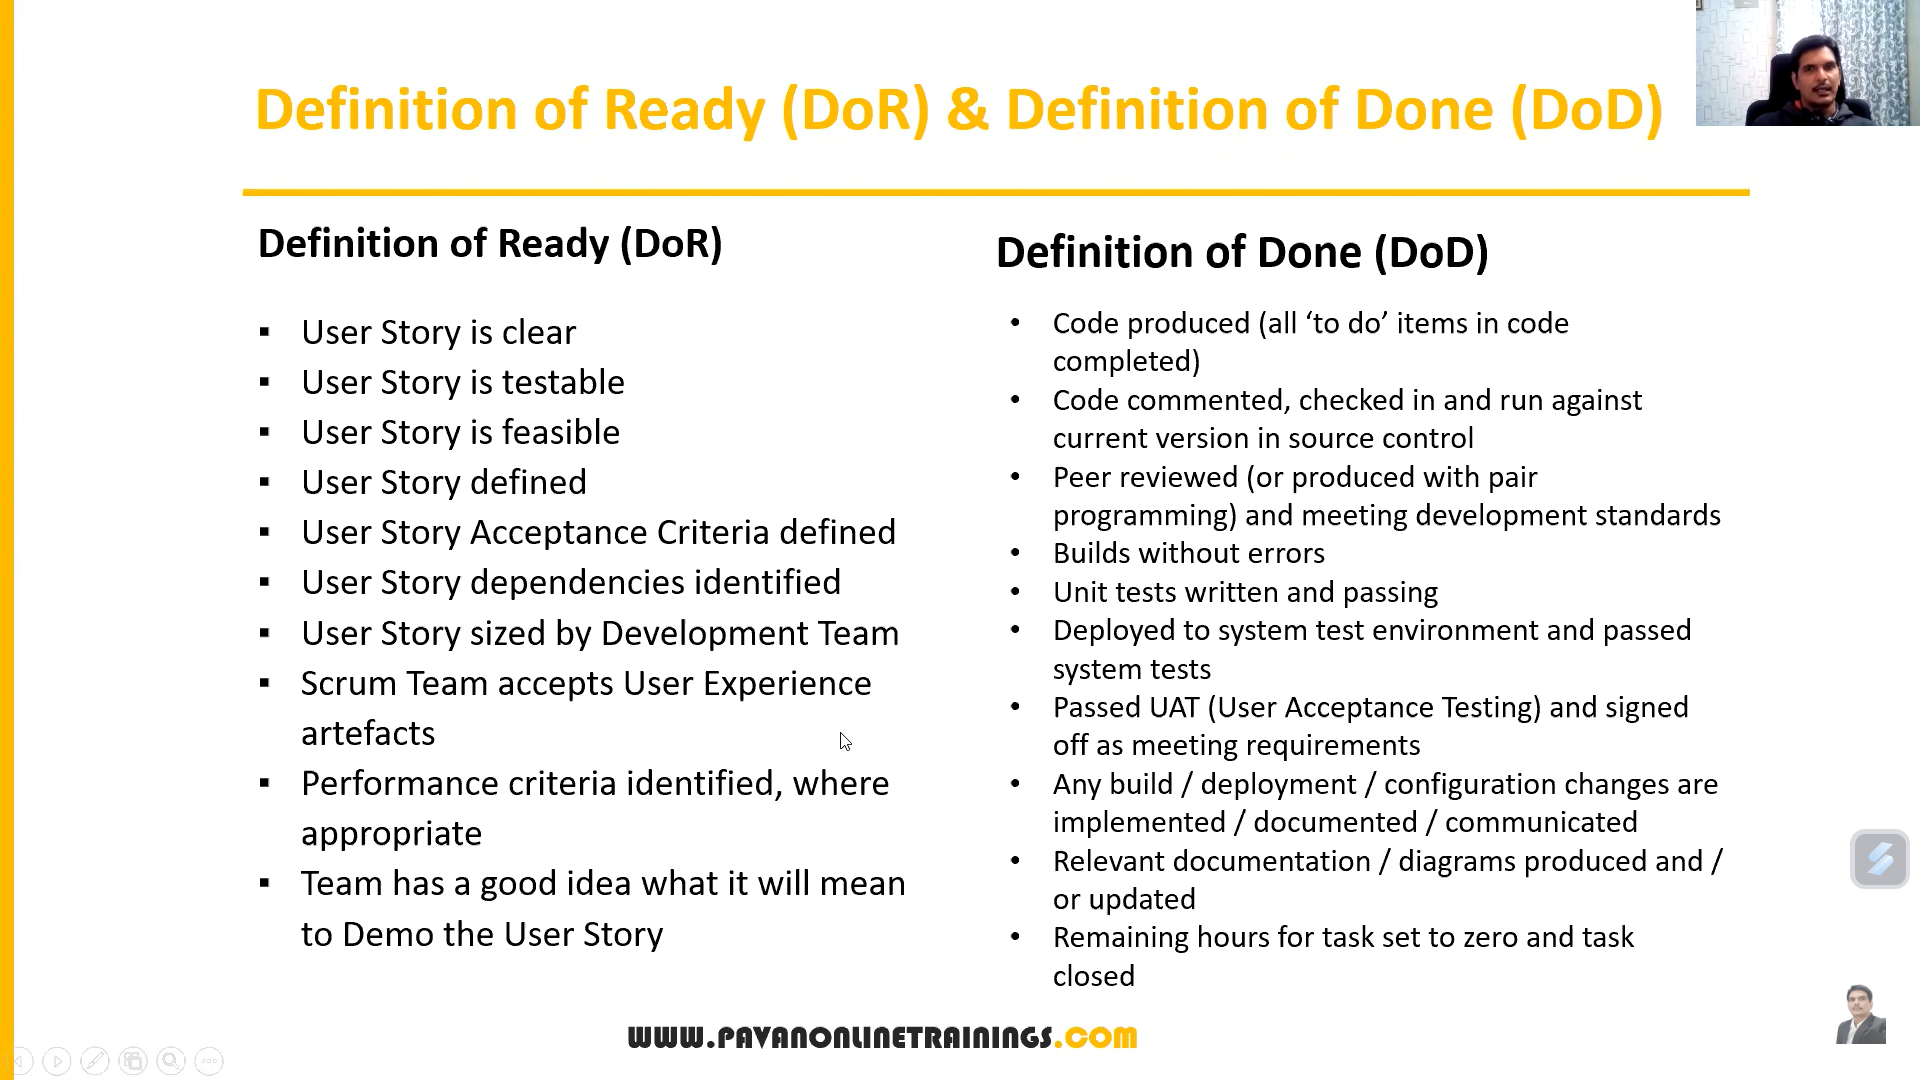 Definition of Ready (DoR) & Definition of Done (DoD)
Definition of Ready (DoR)
▪ User Story is clear
▪ User Story is testable
▪ User Story is feasible
▪ User Story defined
▪ User Story Acceptance Criteria defined
▪ User Story dependencies identified
▪ User Story sized by Development Team
▪ Scrum Team accepts User Experience
artefacts
▪ Performance criteria identified, where
appropriate
▪ Team has a good idea what it will mean
to Demo the User Story
Definition of Done (DoD)
• Code produced (all ‘to do’ items in code
completed)
• Code commented, checked in and run against
current version in source control
• Peer reviewed (or produced with pair
programming) and meeting development standards
• Builds without errors
• Unit tests written and passing
• Deployed to system test environment and passed
system tests
• Passed UAT (User Acceptance Testing) and signed
off as meeting requirements
• Any build / deployment / configuration changes are
implemented / documented / communicated
• Relevant documentation / diagrams produced and /
or updated
• Remaining hours for task set to zero and task
closed
WWW.PAVANONLINETRAININGS.COM